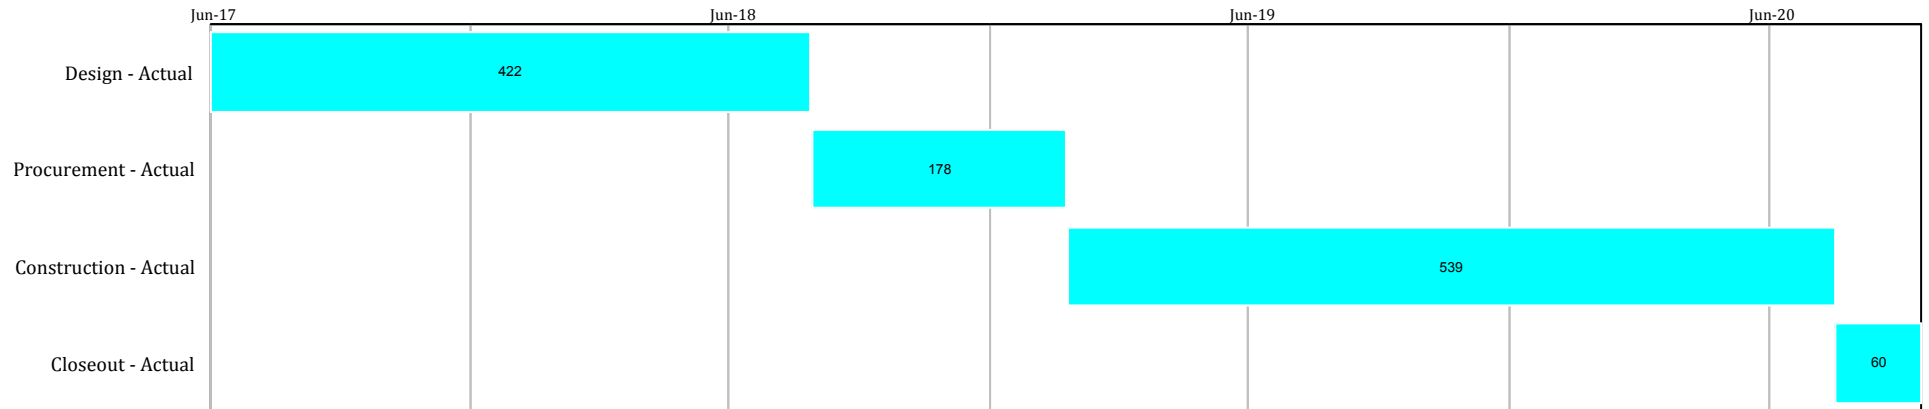 Jun-17 Jun-18 Jun-19 Jun-20
Design - Actual 422
Procurement - Actual 178
Construction - Actual 539
Closeout - Actual 60